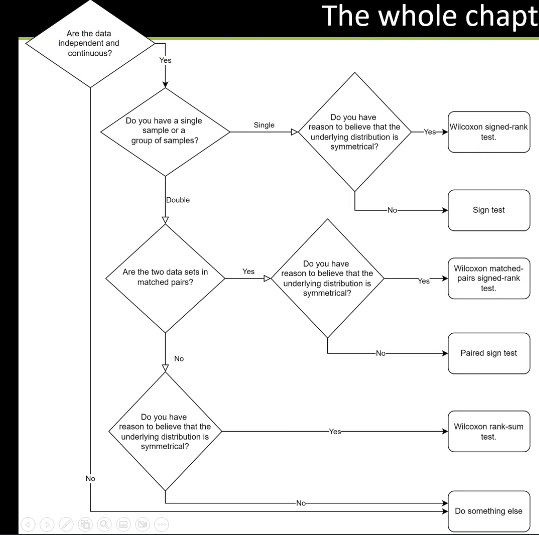 The whole chapt
Are the data
independent and
continuous?
Yes
Do you have a single
sample or a
group of samples?
Single
Do you have
reason to believe that the
underlying distribution is
symmetrical?
Yes
Wilcoxon signed-rank
test.
No
Sign test
Double
Are the two data sets in
matched pairs?
Yes
Do you have
reason to believe that the
underlying distribution is
symmetrical?
Yes
Wilcoxon matched-
pairs signed-rank
test.
No
Paired sign test
No
Do you have
reason to believe that the
underlying distribution is
symmetrical?
Yes
Wilcoxon rank-sum
test.
No
No
Do something else